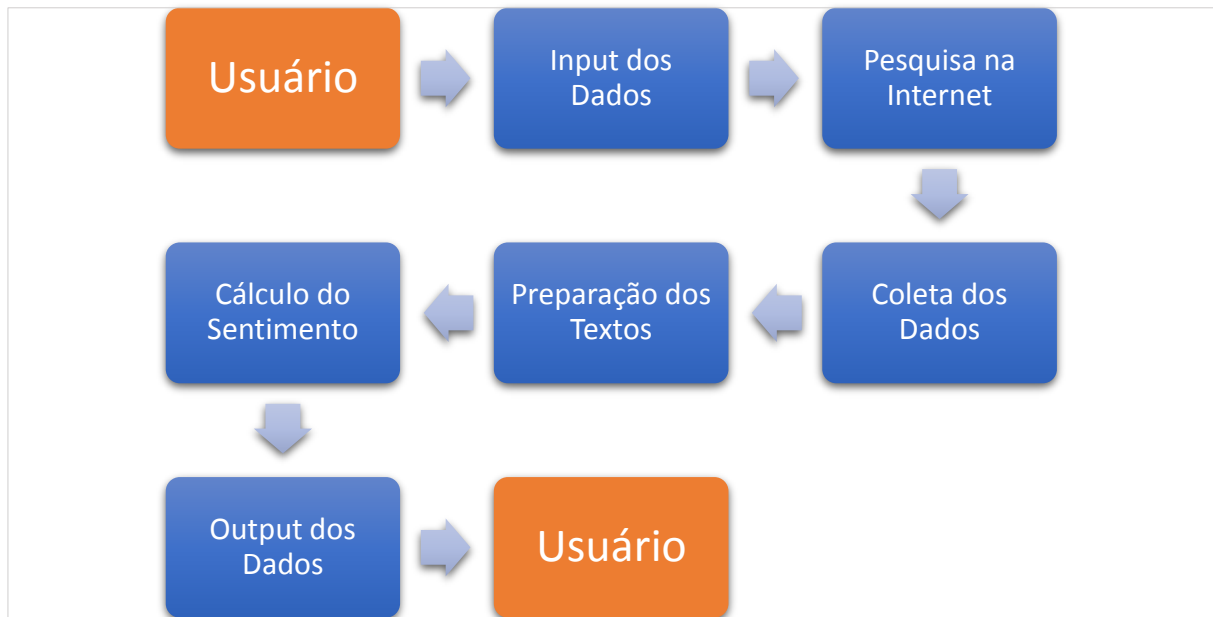 Usuário
Input dos
Dados
Pesquisa na
Internet
Coleta dos
Dados
Preparação dos
Textos
Cálculo do
Sentimento
Output dos
Dados
Usuário